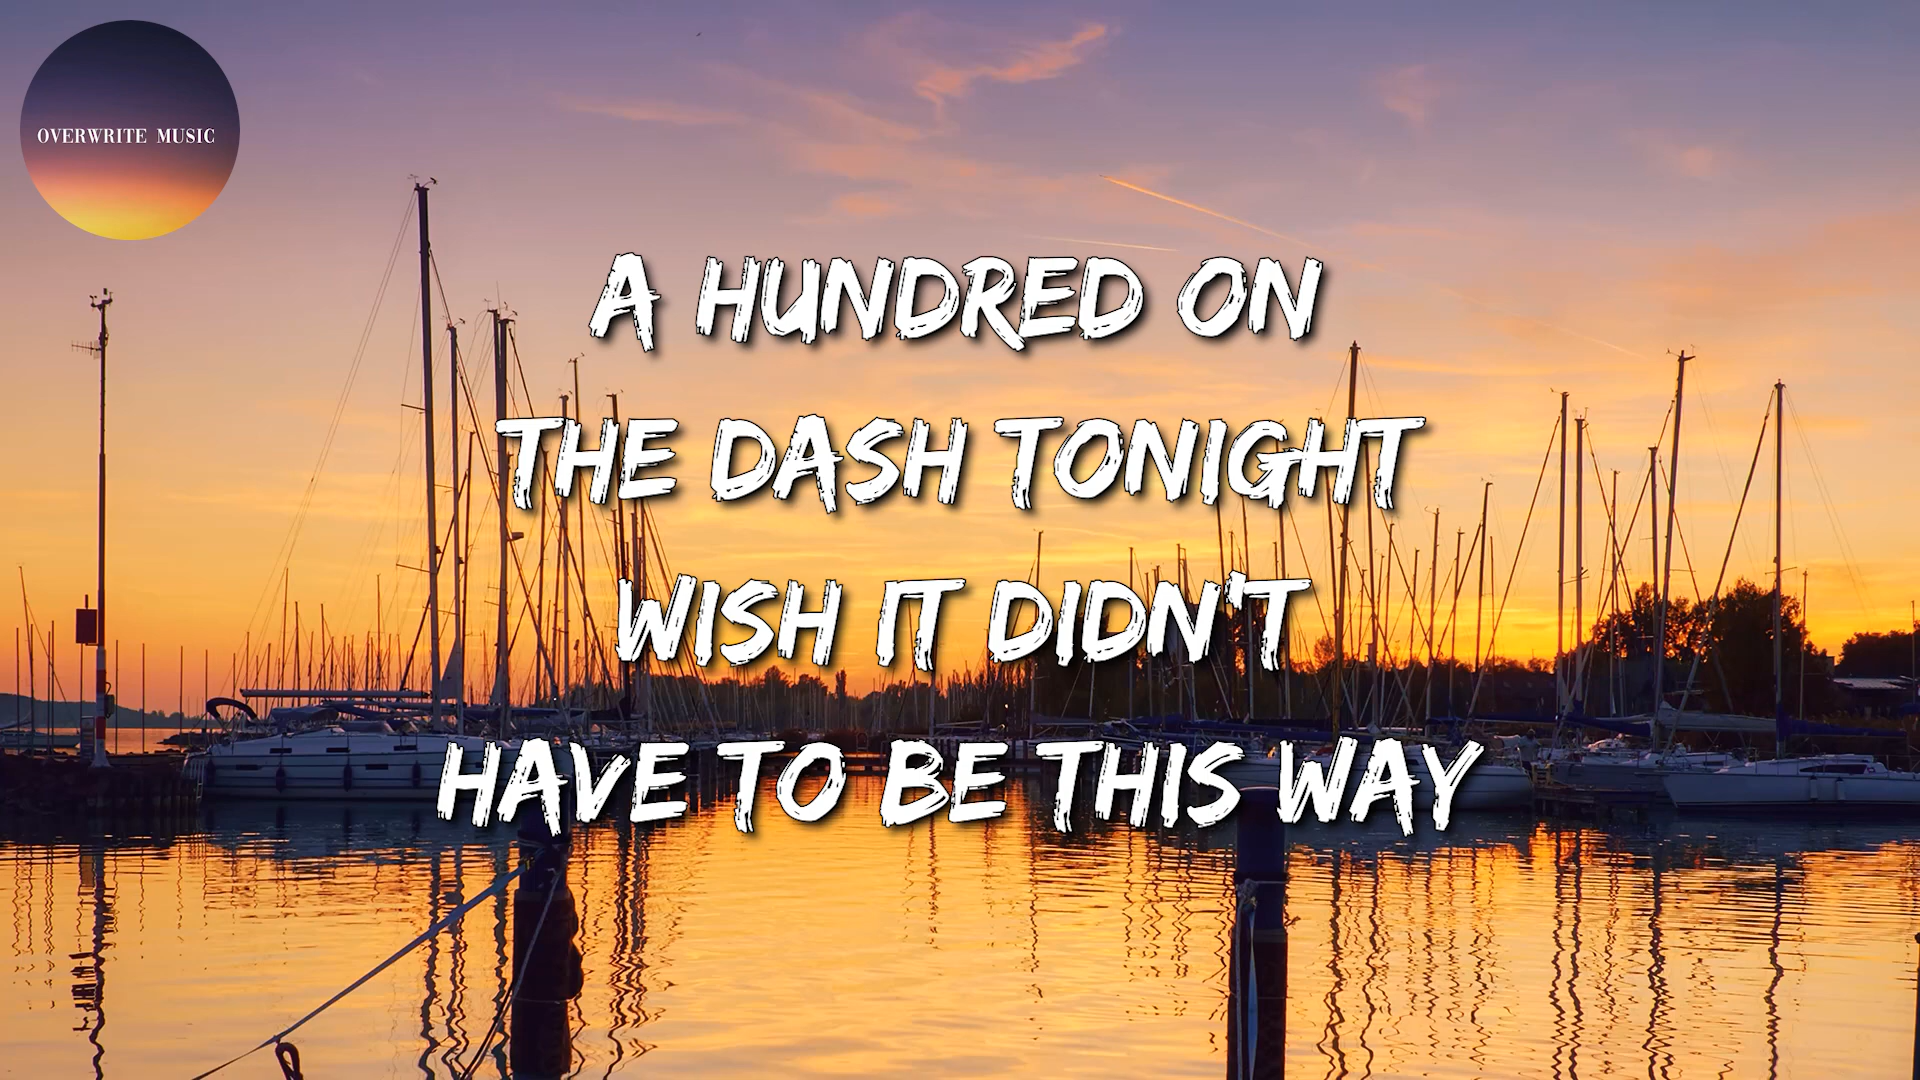 OVERWRITE MUSIC
A HUNDRED ON
THE DASH TONIGHT
WISH IT DIDN'T
HAVE TO BE THIS WAY